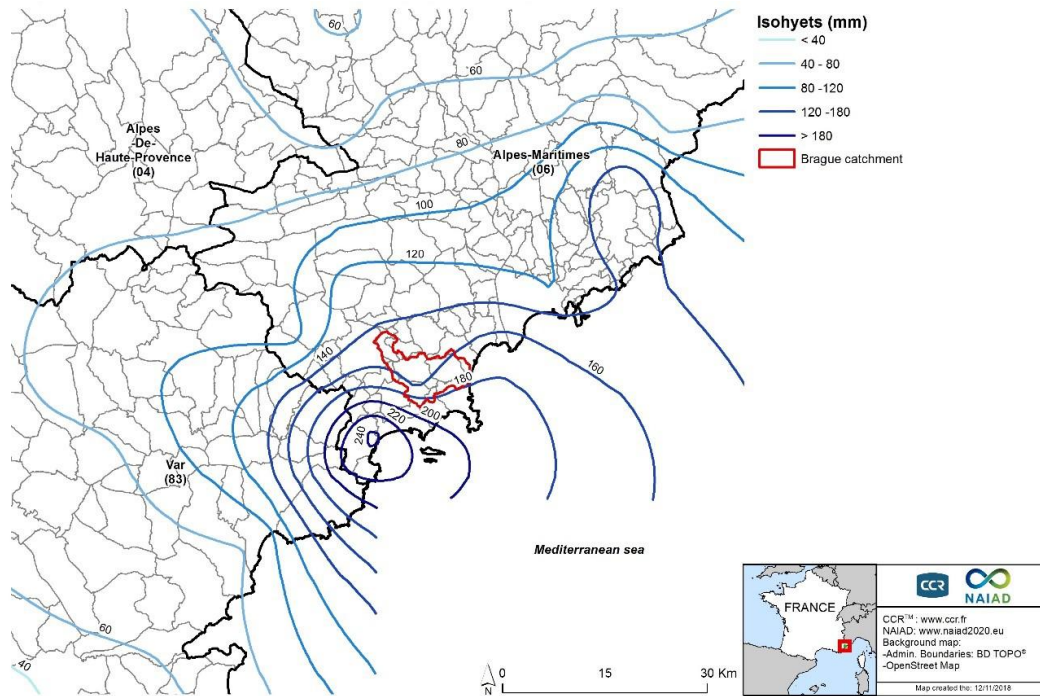 60
60
80
100
120
140
160
180
200
220
240
60
40
Alpes
-De-
Haute-Provence
(04)
Alpes-Maritimes
(06)
Var
(83)
Mediterranean sea
N
0 15 30 Km
Isohyets (mm)
< 40
40 - 80
80 -120
120 -180
> 180
Brague catchment
FRANCE
CCR
NAIAD
CCR™ : www.ccr.fr
NAIAD: www.naiad2020.eu
Background map:
-Admin. Boundaries: BD TOPO®
-OpenStreet Map
Map created the: 12/11/2018